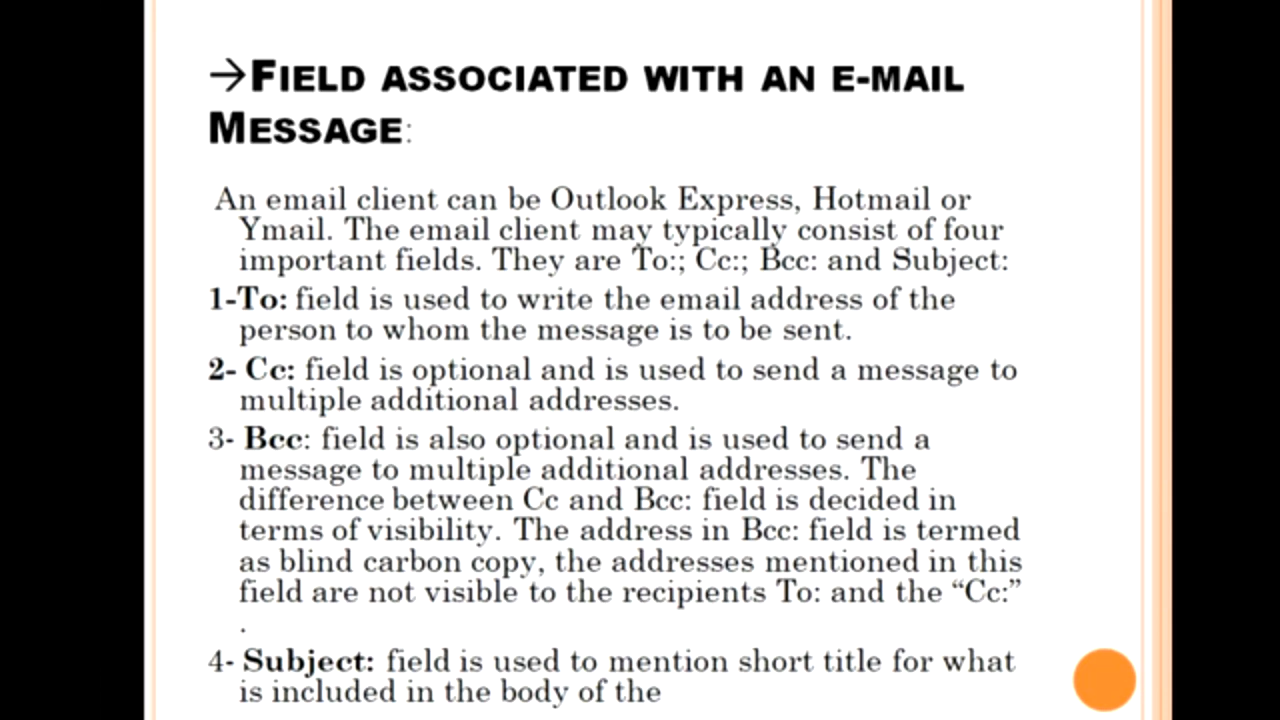 →FIELD ASSOCIATED WITH AN E-MAIL
MESSAGE:
An email client can be Outlook Express, Hotmail or
Ymail. The email client may typically consist of four
important fields. They are To:; Cc:; Bcc: and Subject:
1-To: field is used to write the email address of the
person to whom the message is to be sent.
2- Cc: field is optional and is used to send a message to
multiple additional addresses.
3- Bcc: field is also optional and is used to send a
message to multiple additional addresses. The
difference between Cc and Bcc: field is decided in
terms of visibility. The address in Bcc: field is termed
as blind carbon copy, the addresses mentioned in this
field are not visible to the recipients To: and the “Cc:”
.
4- Subject: field is used to mention short title for what
is included in the body of the